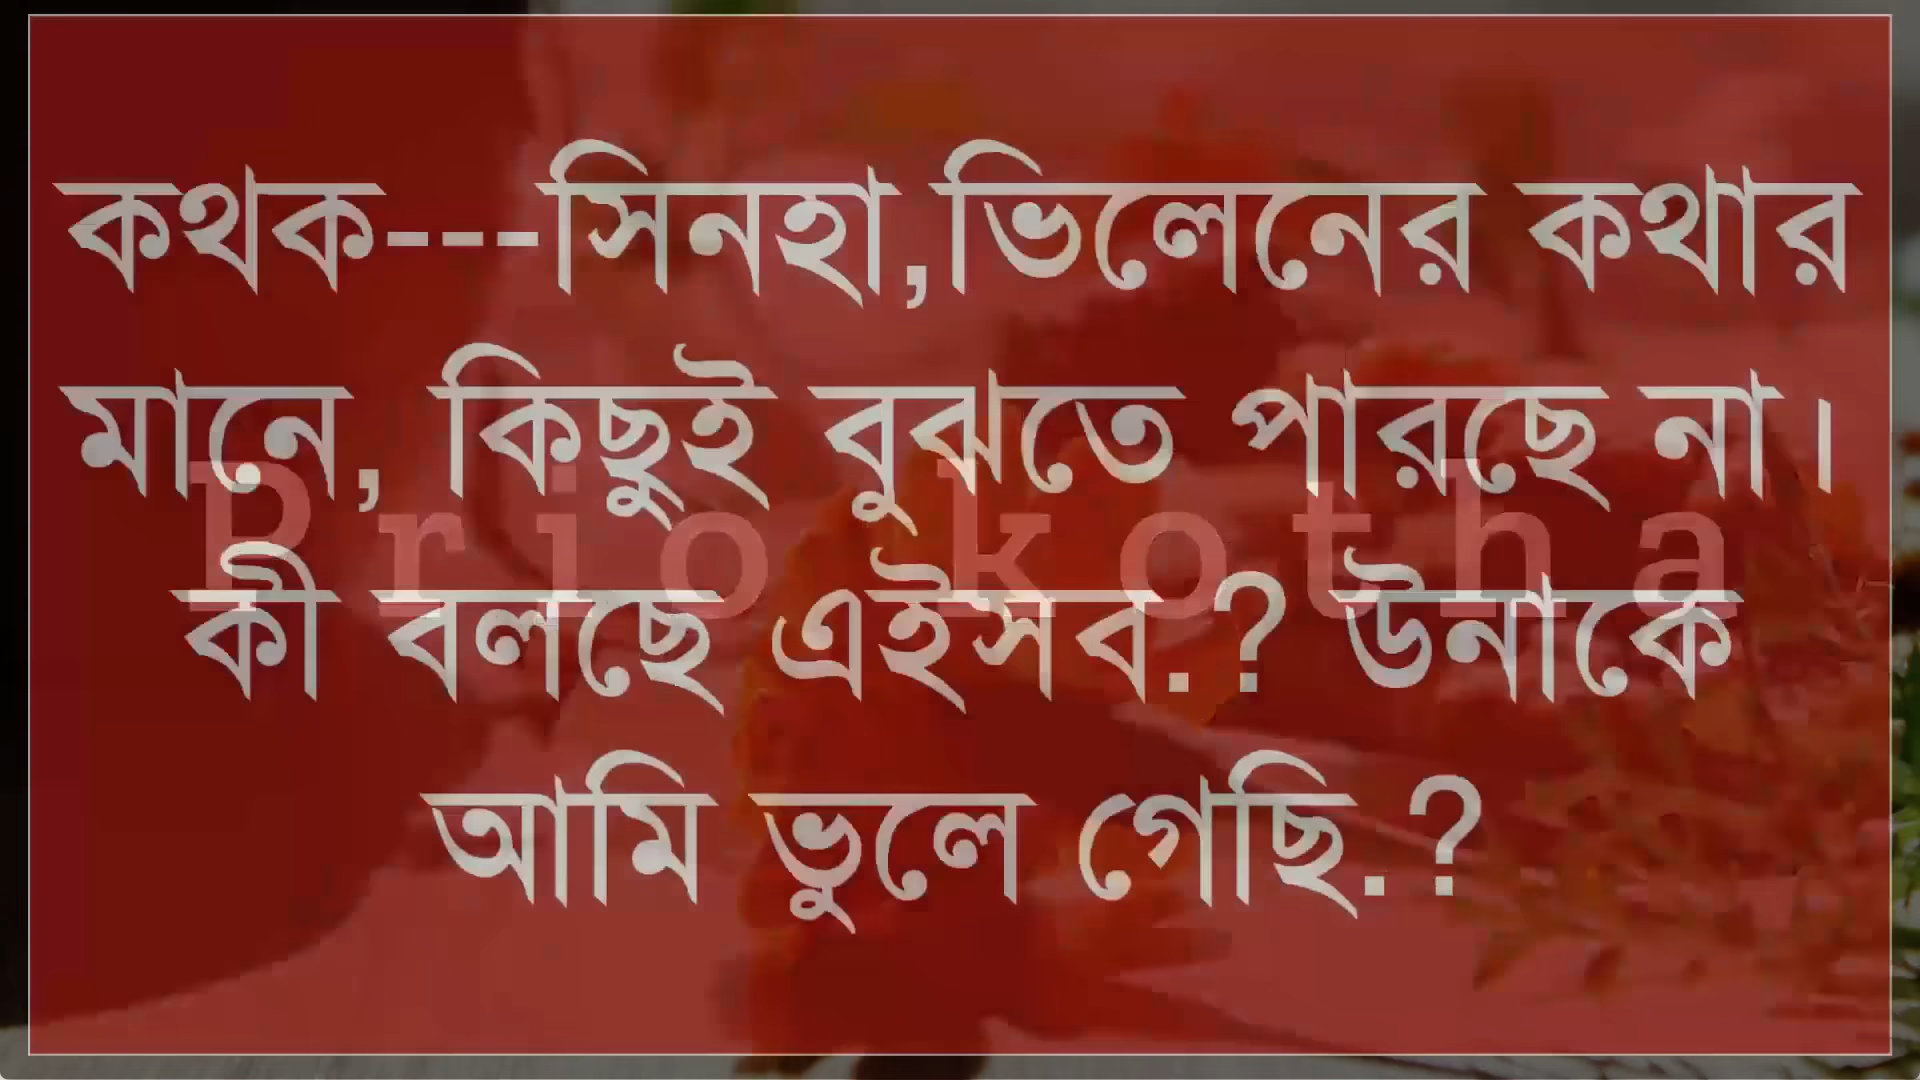 কথক---সিনহা,ভিলেনের কথার
মানে, কিছুই বুঝতে পারছে না।
Prio kotha
কী বলছে এইসব.? উনাকে
আমি ভুলে গেছি.?